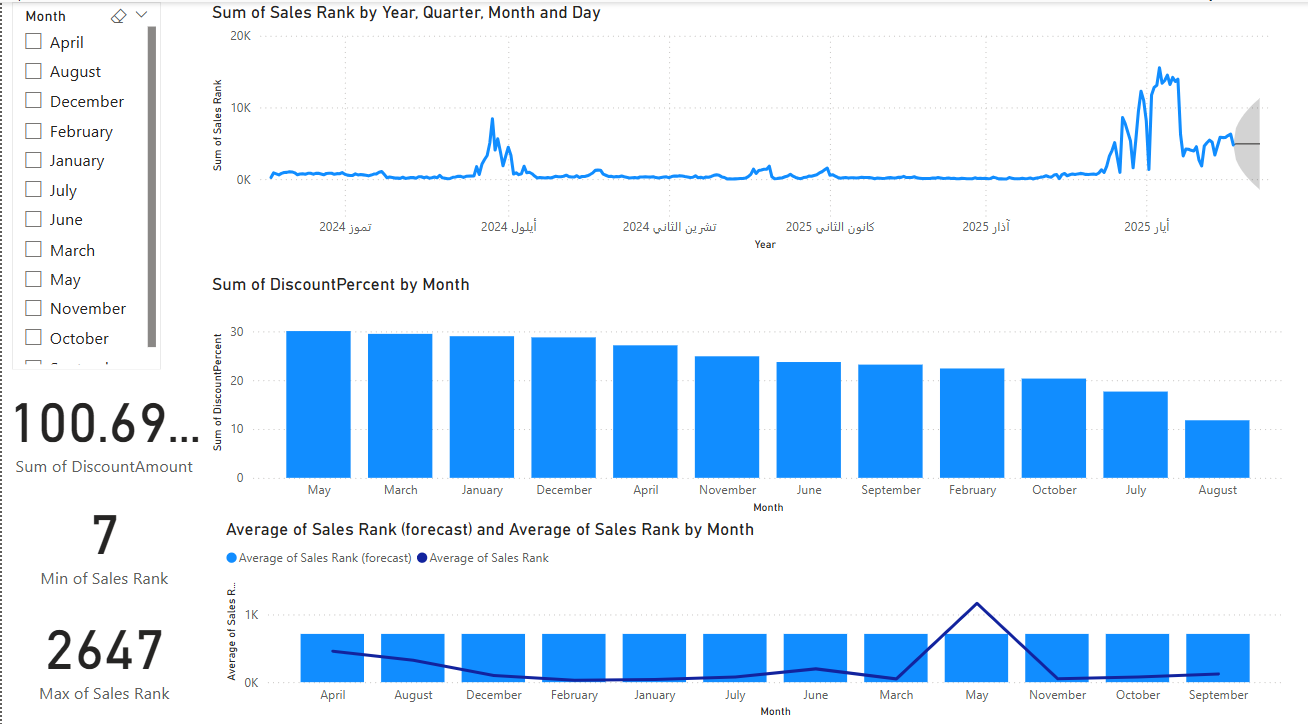 Month
April
August
December
February
January
July
June
March
May
November
October
100.69...
Sum of DiscountAmount
7
Min of Sales Rank
2647
Max of Sales Rank
Sum of Sales Rank by Year, Quarter, Month and Day
Sum of Sales Rank
20K
10K
0K
تموز 2024
أيلول 2024
تشرين الثاني 2024
كانون الثاني 2025
آذار 2025
أيار 2025
Year
Sum of DiscountPercent by Month
Sum of DiscountPercent
30
20
10
0
May
March
January
December
April
November
June
September
February
October
July
August
Month
Average of Sales Rank (forecast) and Average of Sales Rank by Month
Average of Sales Rank (forecast)
Average of Sales Rank
Average of Sales R...
1K
0K
April
August
December
February
January
July
June
March
May
November
October
September
Month